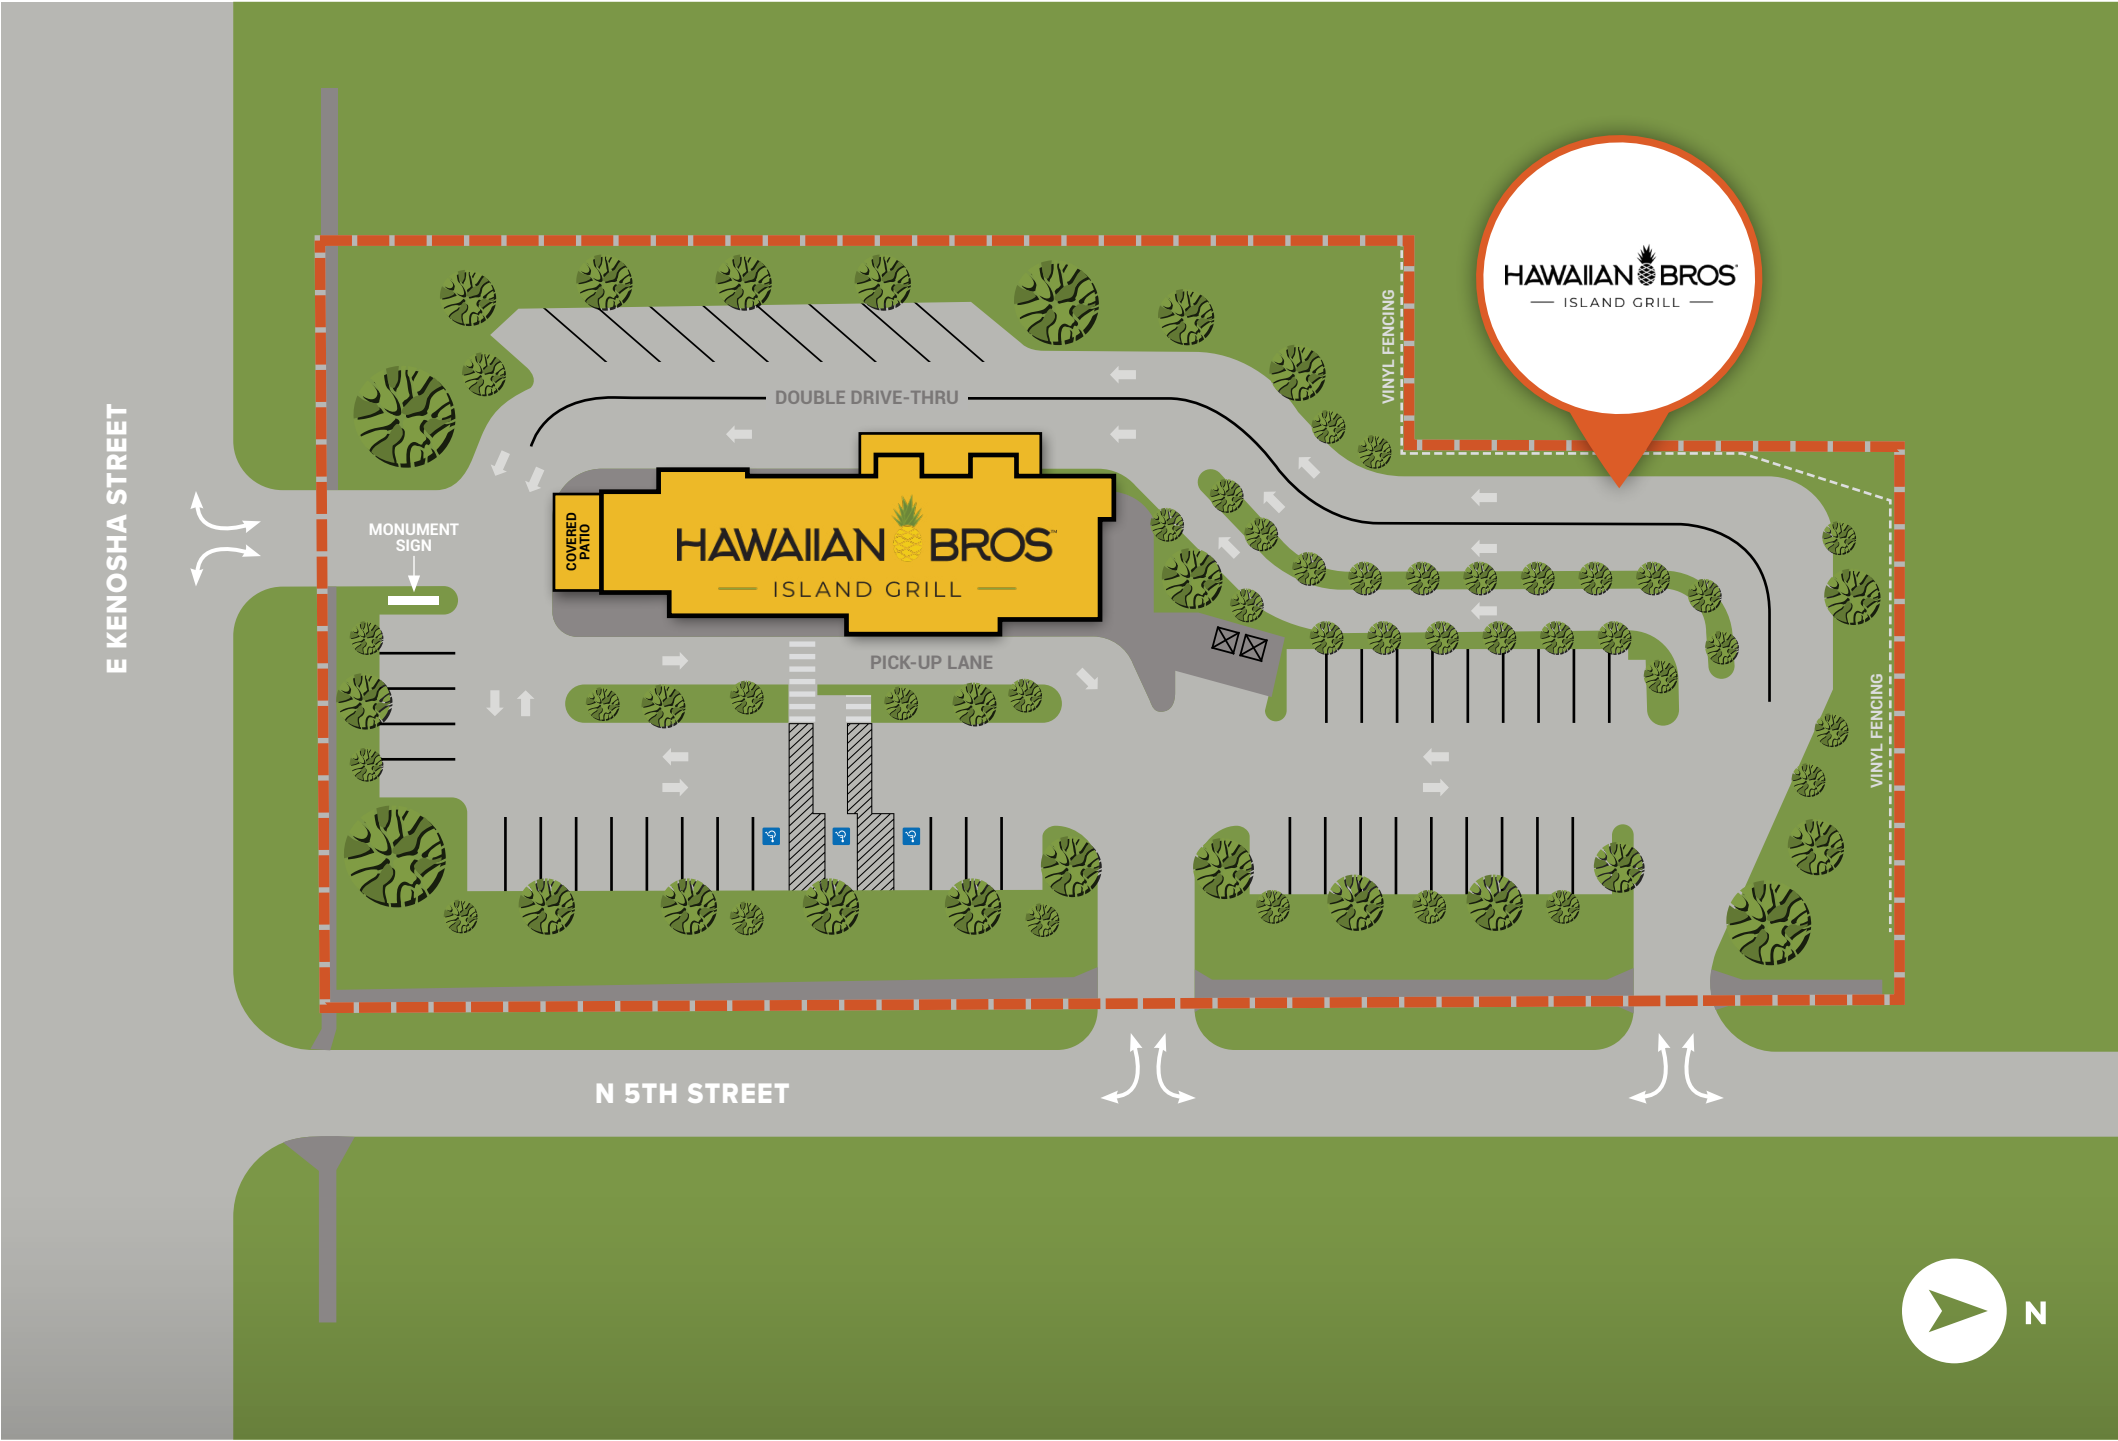 HAWAIIAN BROS
ISLAND GRILL
VINYL FENCING
DOUBLE DRIVE-THRU
E KENOSHA STREET
MONUMENT
SIGN
COVERED
PATIO
HAWAIIAN BROS™
ISLAND GRILL
PICK-UP LANE
VINYL FENCING
N 5TH STREET
N